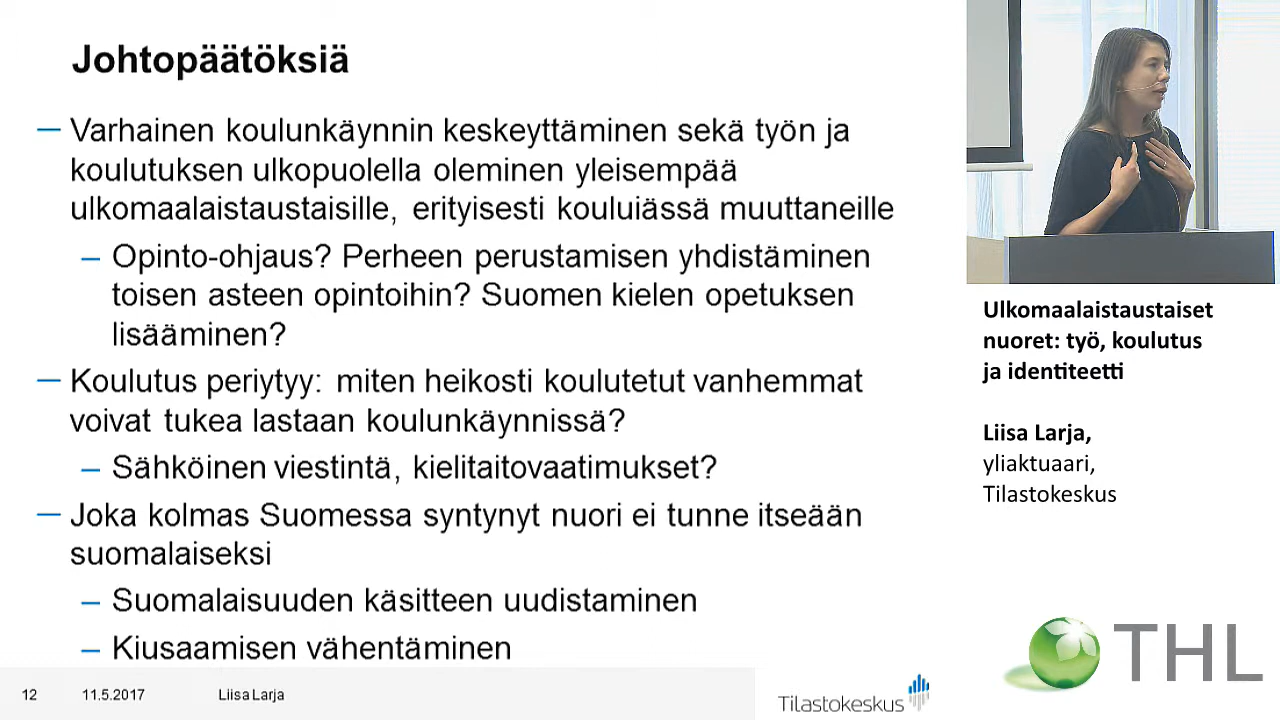 Johtopäätöksiä
— Varhainen koulunkäynnin keskeyttäminen sekä työn ja
koulutuksen ulkopuolella oleminen yleisempää
ulkomaalaistaustaisille, erityisesti kouluiässä muuttaneille
– Opinto-ohjaus? Perheen perustamisen yhdistäminen
toisen asteen opintoihin? Suomen kielen opetuksen
lisääminen?
— Koulutus periytyy: miten heikosti koulutetut vanhemmat
voivat tukea lastaan koulunkäynnissä?
– Sähköinen viestintä, kielitaitovaatimukset?
— Joka kolmas Suomessa syntynyt nuori ei tunne itseään
suomalaiseksi
– Suomalaisuuden käsitteen uudistaminen
– Kiusaamisen vähentäminen
12 11.5.2017 Liisa Larja
Tilastokeskus
Ulkomaalaistaustaiset
nuoret: työ, koulutus
ja identiteetti
Liisa Larja,
yliaktuaari,
Tilastokeskus
THL